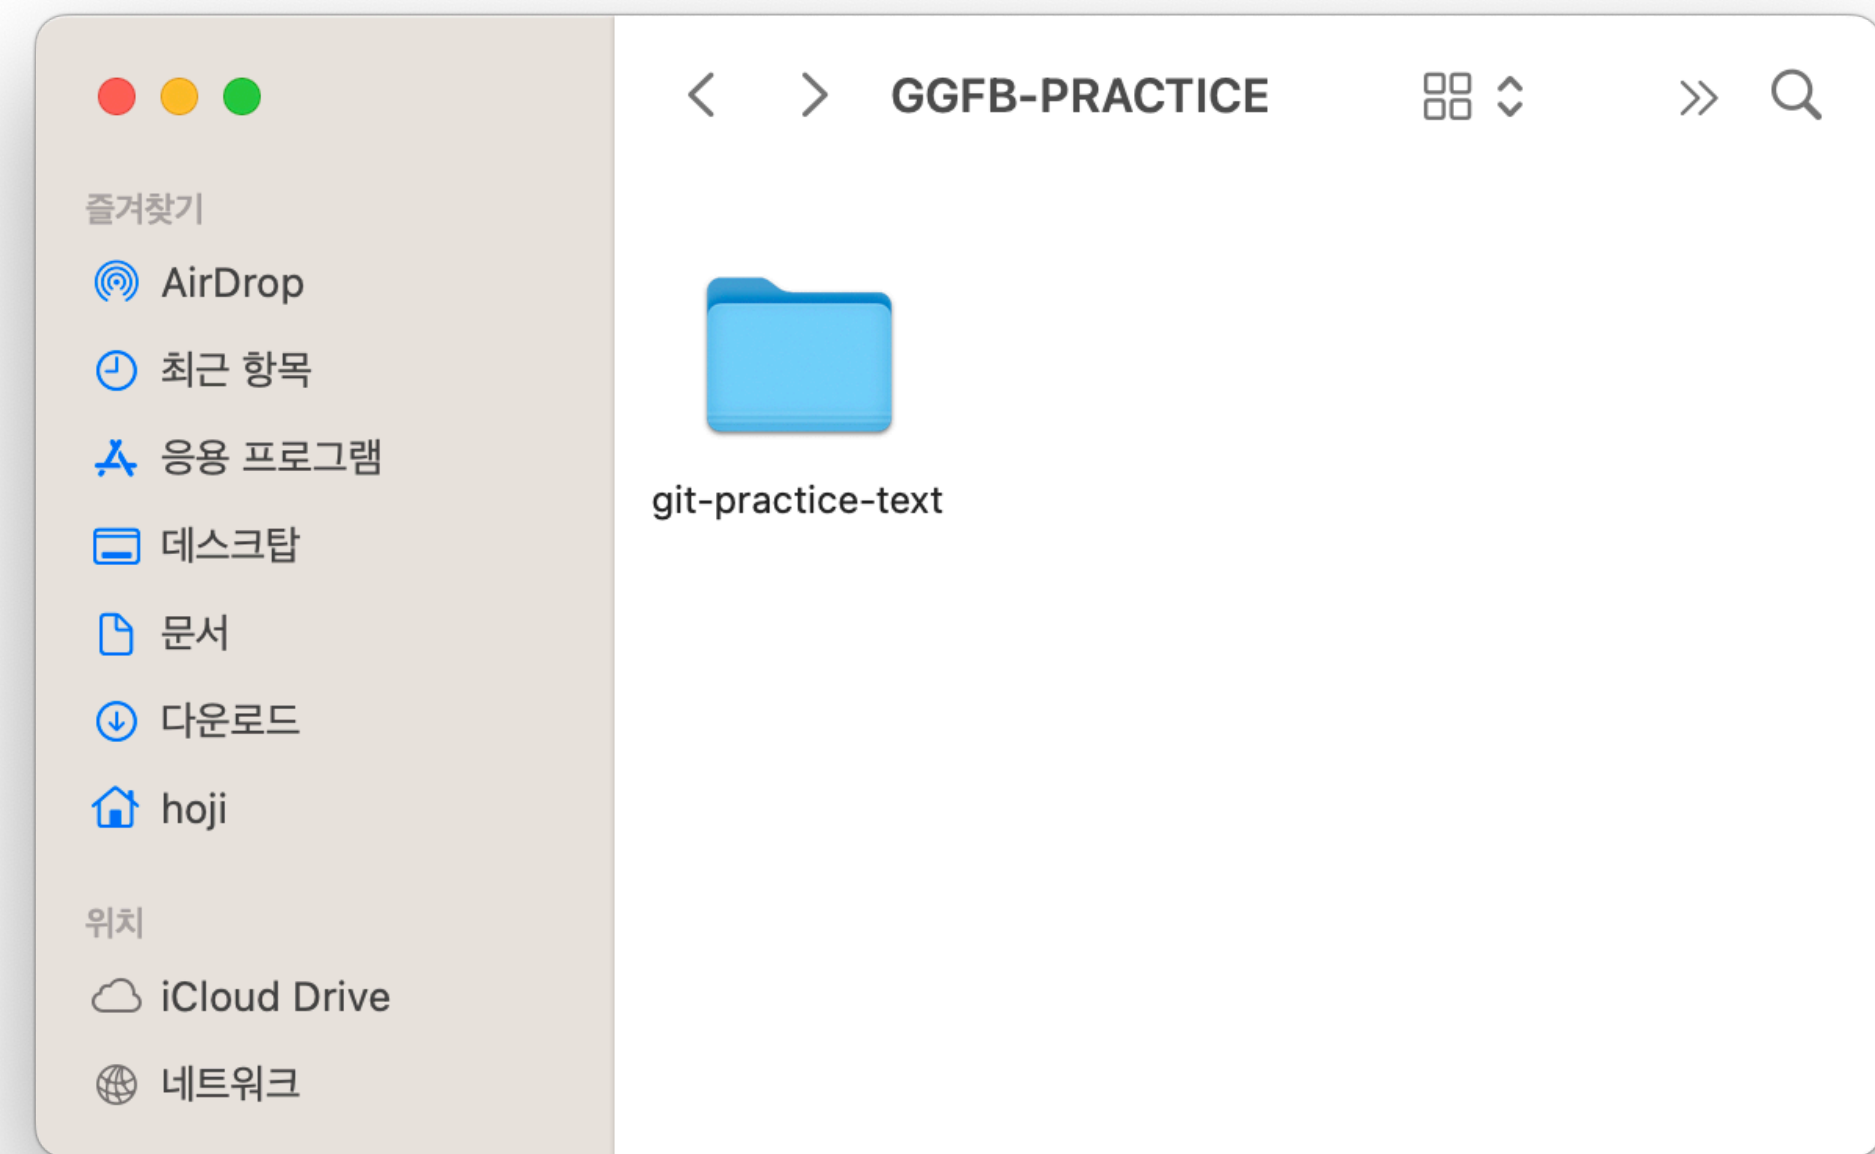 GGFB-PRACTICE
즐겨찾기
AirDrop
최근 항목
응용 프로그램
데스크탑
문서
다운로드
hoji
위치
iCloud Drive
네트워크
git-practice-text